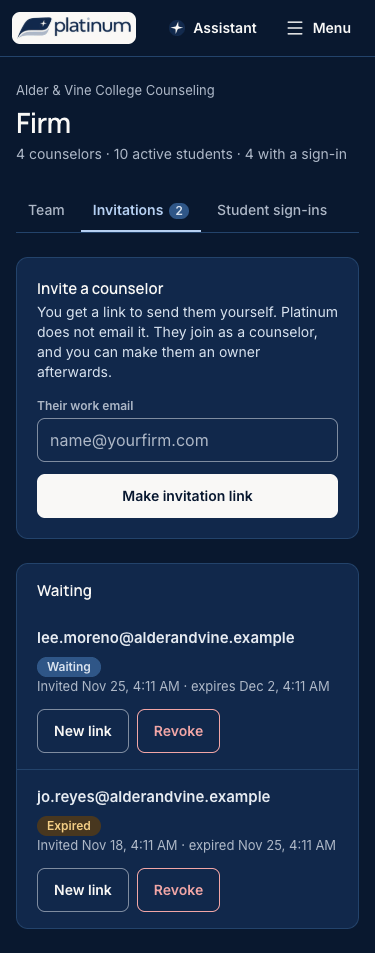 platinum
Assistant
Menu
Alder & Vine College Counseling
Firm
4 counselors · 10 active students · 4 with a sign-in
Team
Invitations 2
Student sign-ins
Invite a counselor
You get a link to send them yourself. Platinum
does not email it. They join as a counselor,
and you can make them an owner
afterwards.
Their work email
name@yourfirm.com
Make invitation link
Waiting
lee.moreno@alderandvine.example
Waiting
Invited Nov 25, 4:11 AM · expires Dec 2, 4:11 AM
New link
Revoke
jo.reyes@alderandvine.example
Expired
Invited Nov 18, 4:11 AM · expired Nov 25, 4:11 AM
New link
Revoke